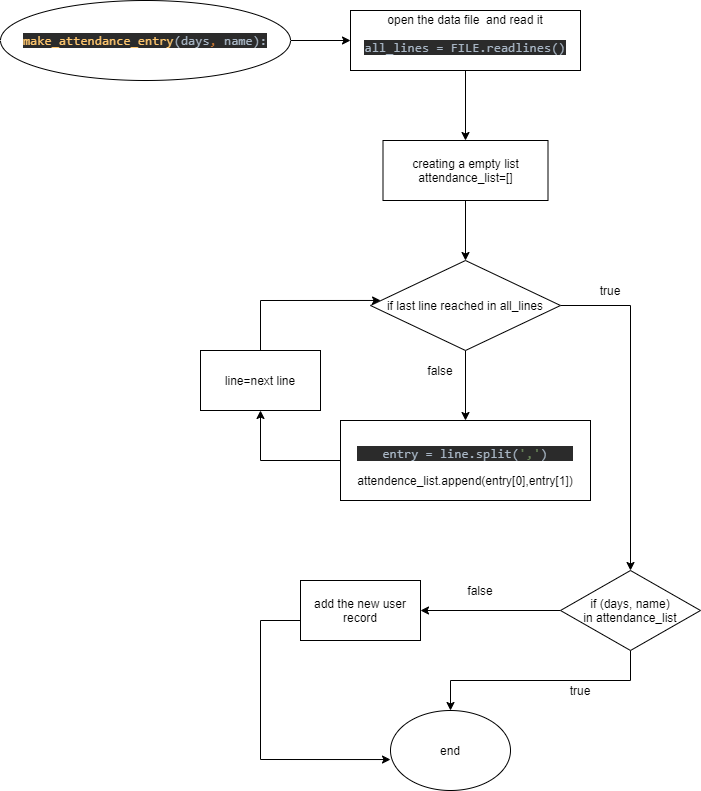 make_attendance_entry(days, name):
open the data file  and read it
all_lines = FILE.readlines()
creating a empty list
attendance_list=[]
if last line reached in all_lines
true
false
line=next line
entry = line.split(',')
attendence_list.append(entry[0],entry[1])
if (days, name)
in attendance_list
false
add the new user
record
true
end